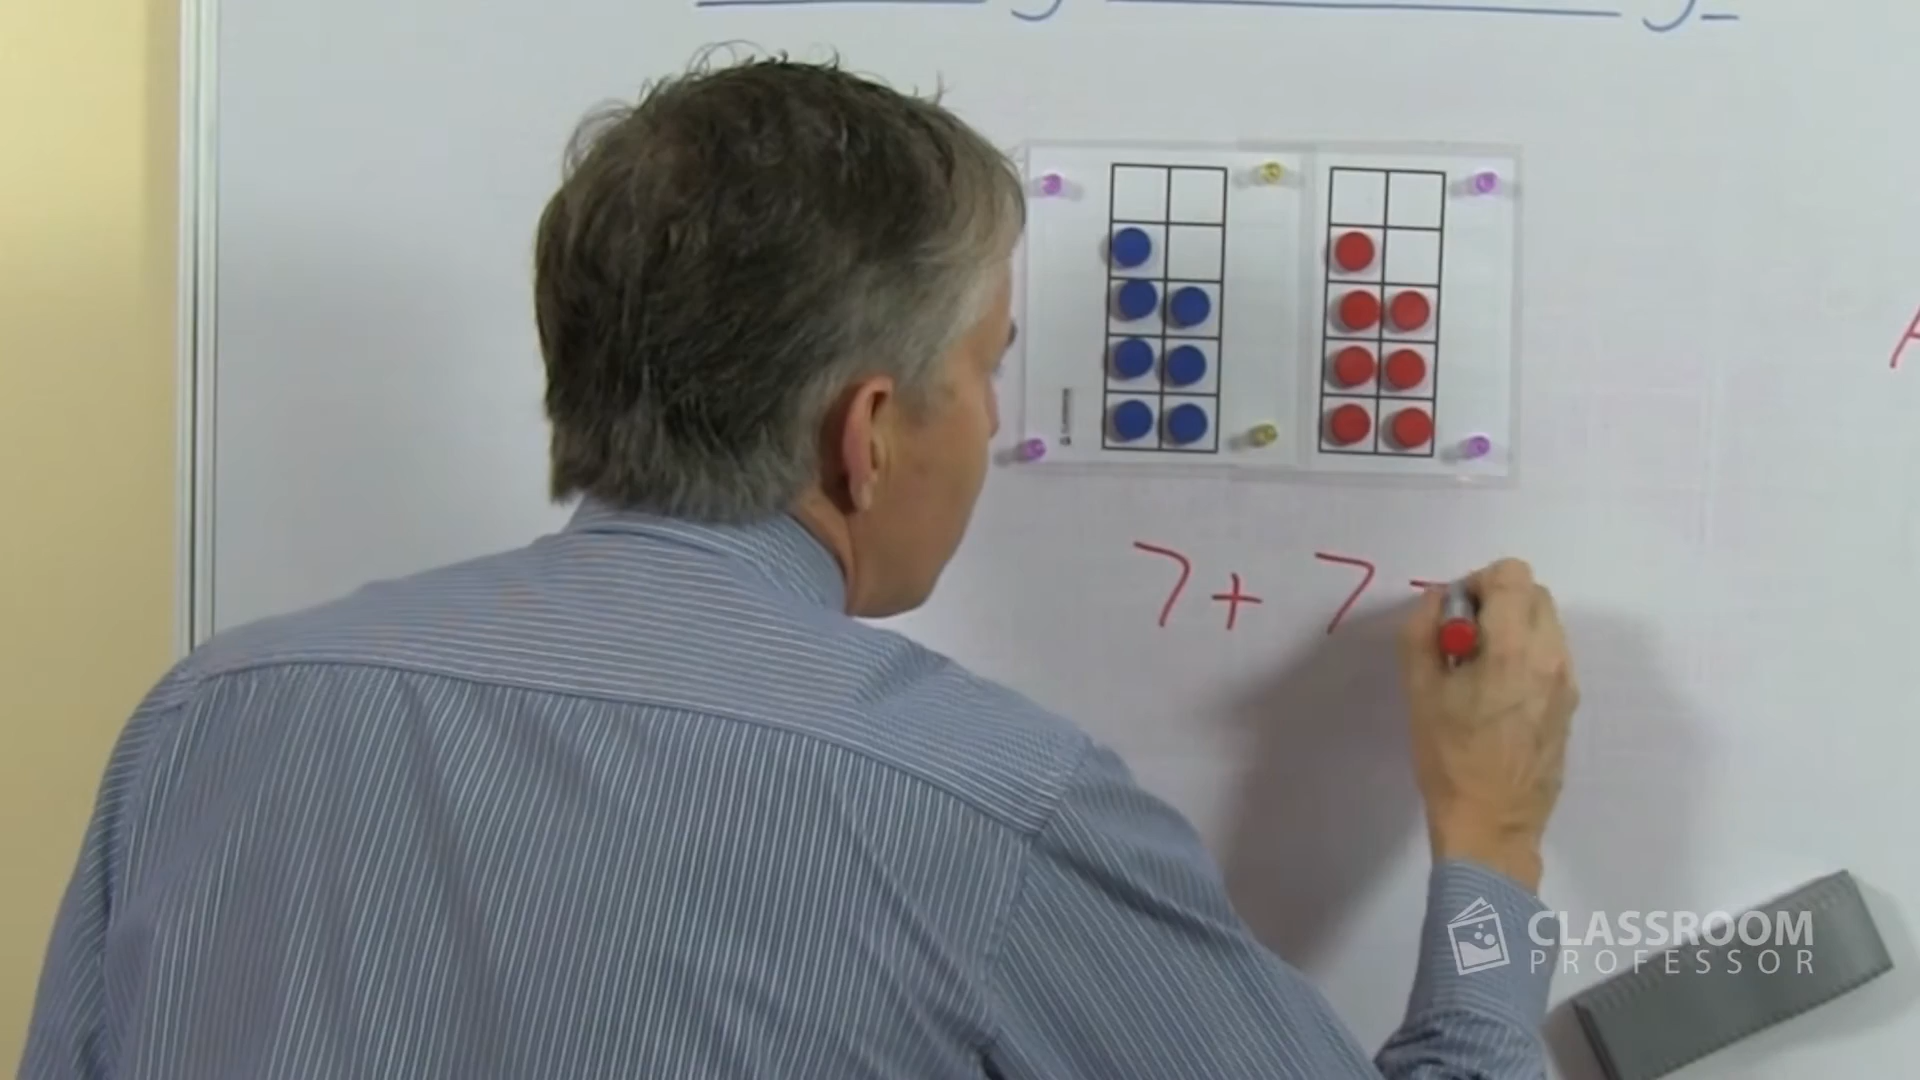 7 + 7 =
CLASSROOM
PROFESSOR